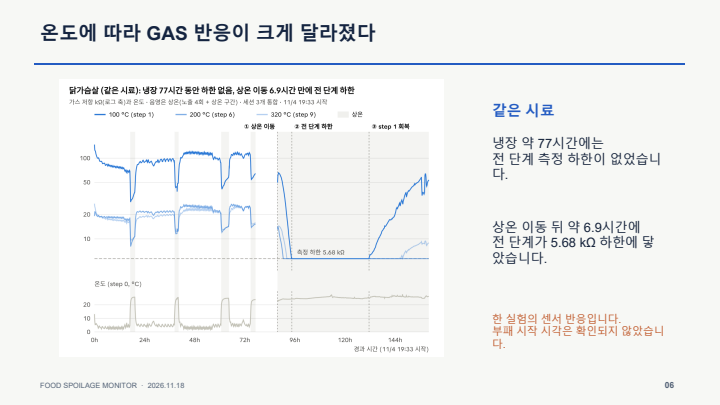 온도에 따라 GAS 반응이 크게 달라졌다
닭가슴살 (같은 시료): 냉장 77시간 동안 하한 없음, 상온 이동 6.9시간 만에 전 단계 하한
가스 저항 kΩ(로그 축)과 온도 · 음영은 상온(노출 4회 + 상온 구간) · 세션 3개 통합 · 11/4 19:33 시작
100 °C (step 1) 200 °C (step 6) 320 °C (step 9) 상온
① 상온 이동 ② 전 단계 하한 ③ step 1 회복
100
50
20
10
측정 하한 5.68 kΩ
온도 (step 0, °C)
20
10
0
0h 24h 48h 72h 96h 120h 144h
경과 시간 (11/4 19:33 시작)
같은 시료
냉장 약 77시간에는
전 단계 측정 하한이 없었습니
다.
상온 이동 뒤 약 6.9시간에
전 단계가 5.68 kΩ 하한에 닿
았습니다.
한 실험의 센서 반응입니다.
부패 시작 시각은 확인되지 않았습니
다.
FOOD SPOILAGE MONITOR · 2026.11.18
06